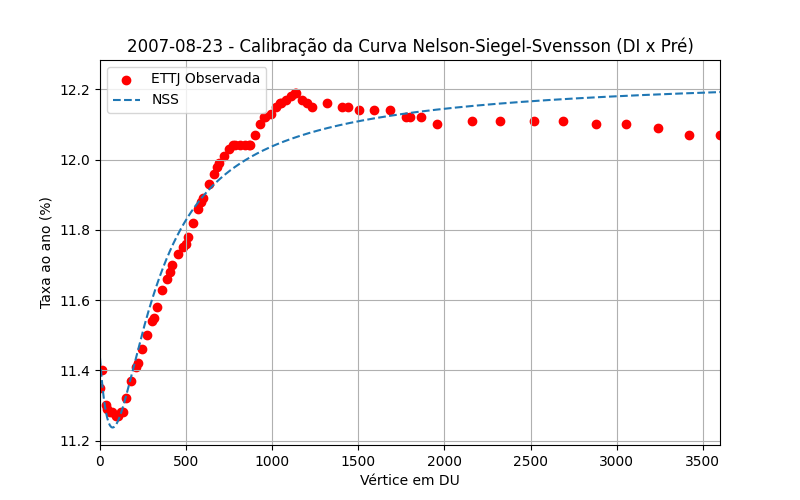 2007-08-23 - Calibração da Curva Nelson-Siegel-Svensson (DI x Pré)
ETTJ Observada
NSS
Taxa ao ano (%)
12.2
12.0
11.8
11.6
11.4
11.2
0 500 1000 1500 2000 2500 3000 3500
Vértice em DU